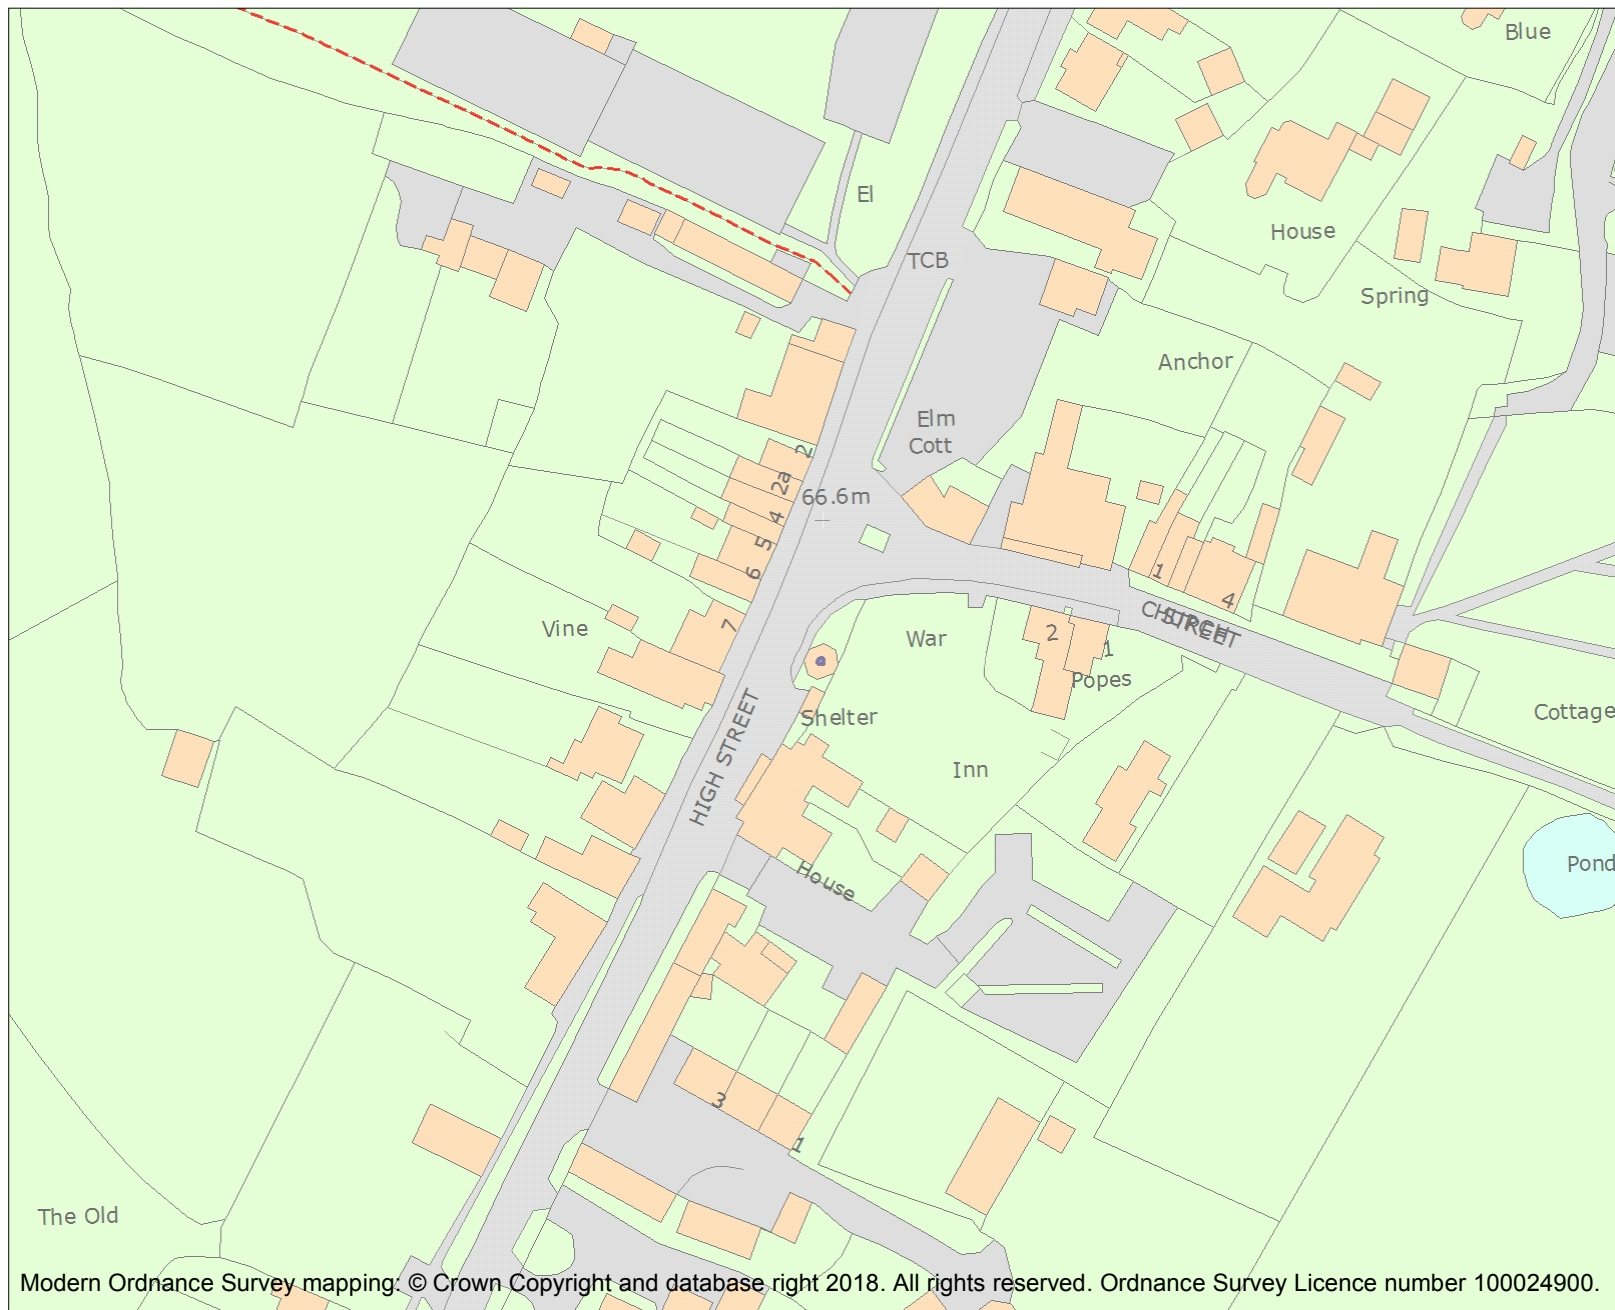 Blue
El
House
TCB
Spring
Anchor
Elm
Cott
2
2a
66.6m
4
5
6
1
4
CHURCH
STREET
7
Vine
War
2
1
Popes
Shelter
Cottage
HIGH STREET
Inn
House
Pond
3
1
The Old
Modern Ordnance Survey mapping: © Crown Copyright and database right 2018. All rights reserved. Ordnance Survey Licence number 100024900.